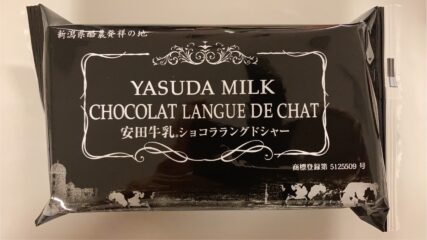 新潟県酪農発祥の地
YASUDA MILK
CHOCOLAT LANGUE DE CHAT
安田牛乳.ショコララングドシャー
商標登録第 5125509 号